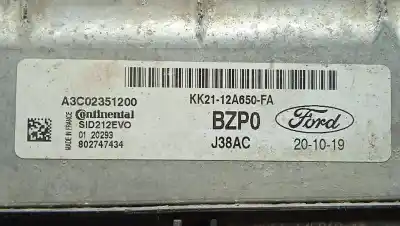 A3C02351200
KK21-12A650-FA
Continental
SID212EVO
01 20293
802747434
MADE IN FRANCE
BZP0
J38AC
Ford
20-10-19